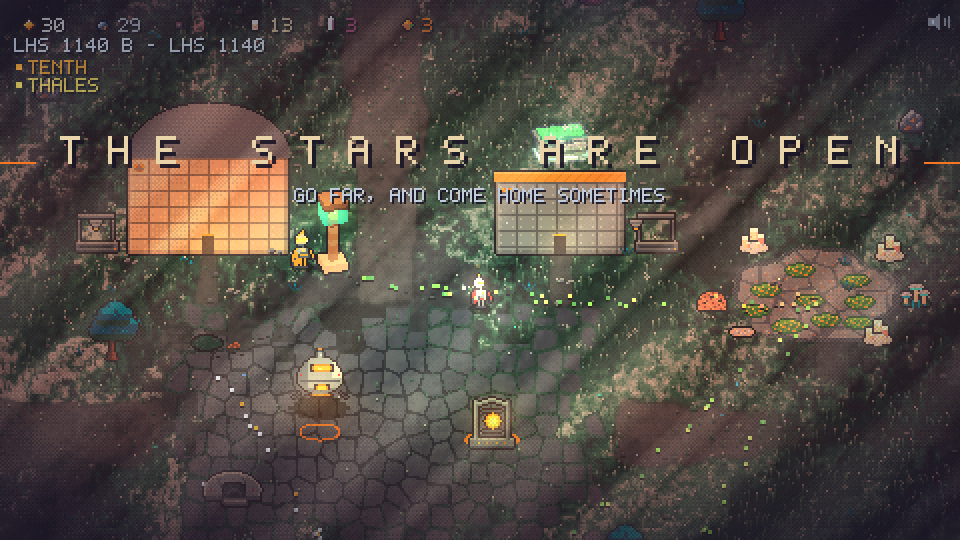 30 29 0 13 3 3
LHS 1140 B - LHS 1140
TENTH
THALES
THE STARS ARE OPEN
GO FAR, AND COME HOME SOMETIMES